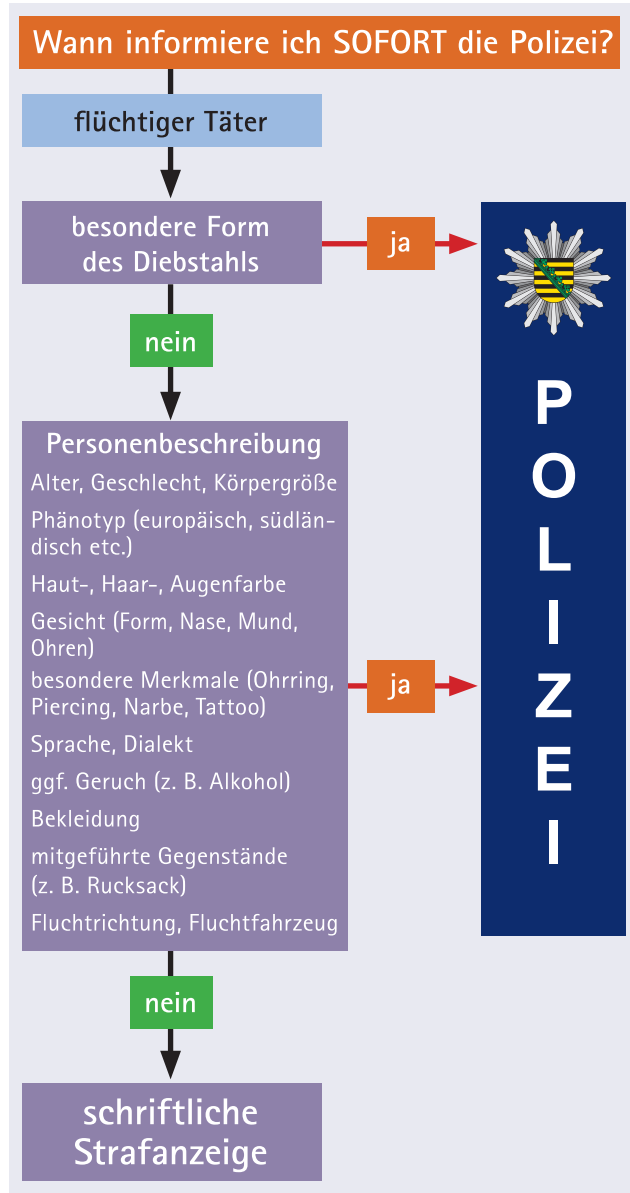 Wann informiere ich SOFORT die Polizei?
flüchtiger Täter
besondere Form
des Diebstahls
ja
nein
Personenbeschreibung
Alter, Geschlecht, Körpergröße
Phänotyp (europäisch, südlän-
disch etc.)
Haut-, Haar-, Augenfarbe
Gesicht (Form, Nase, Mund,
Ohren)
besondere Merkmale (Ohrring,
Piercing, Narbe, Tattoo)
Sprache, Dialekt
ggf. Geruch (z. B. Alkohol)
Bekleidung
mitgeführte Gegenstände
(z. B. Rucksack)
Fluchtrichtung, Fluchtfahrzeug
ja
nein
schriftliche
Strafanzeige
POLIZEI